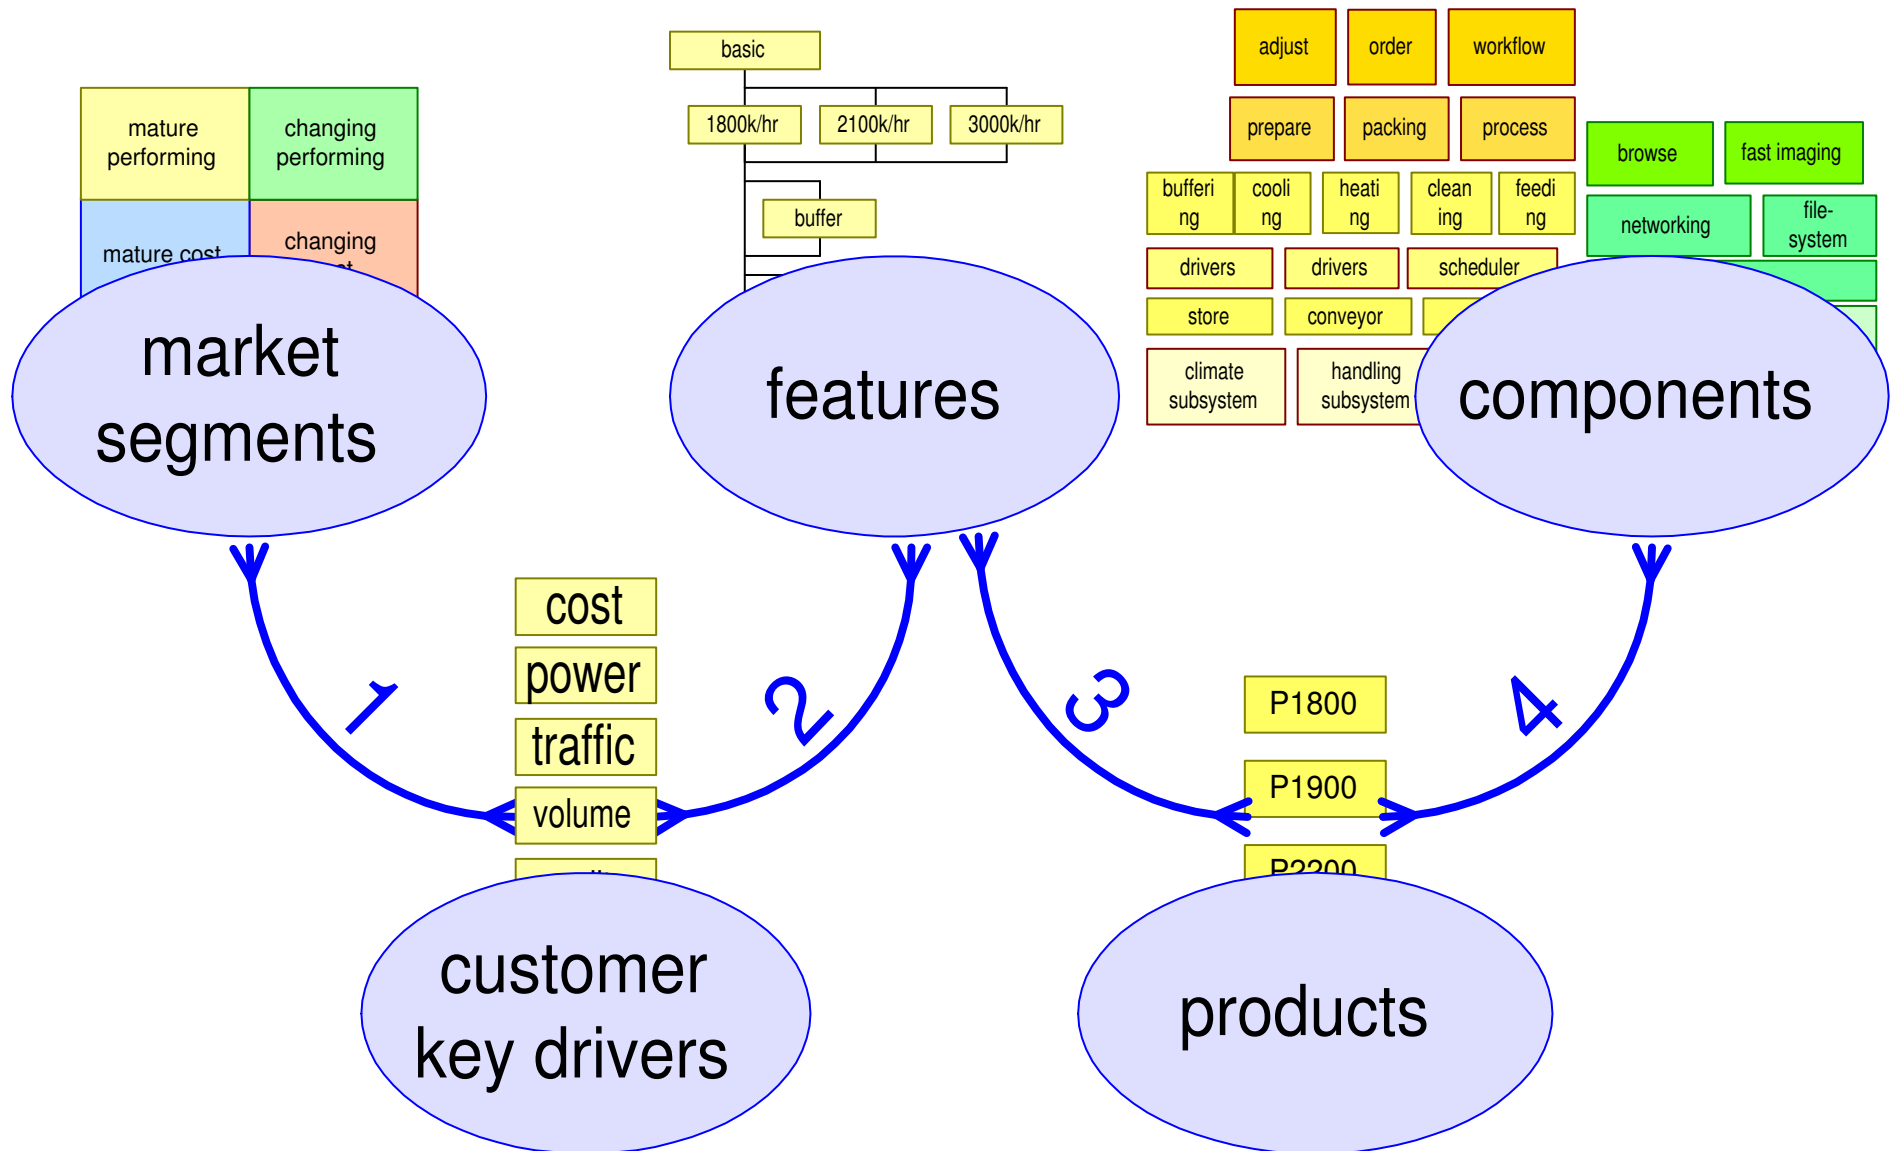 mature
performing
changing
performing
mature cost
changing
basic
1800k/hr
2100k/hr
3000k/hr
buffer
adjust
order
workflow
prepare
packing
process
bufferi
ng
cooli
ng
heati
ng
clean
ing
feedi
ng
drivers
drivers
scheduler
store
conveyor
climate
subsystem
handling
subsystem
browse
fast imaging
networking
file-
system
market
segments
features
components
1
2
3
4
cost
power
traffic
volume
P1800
P1900
P2200
customer
key drivers
products